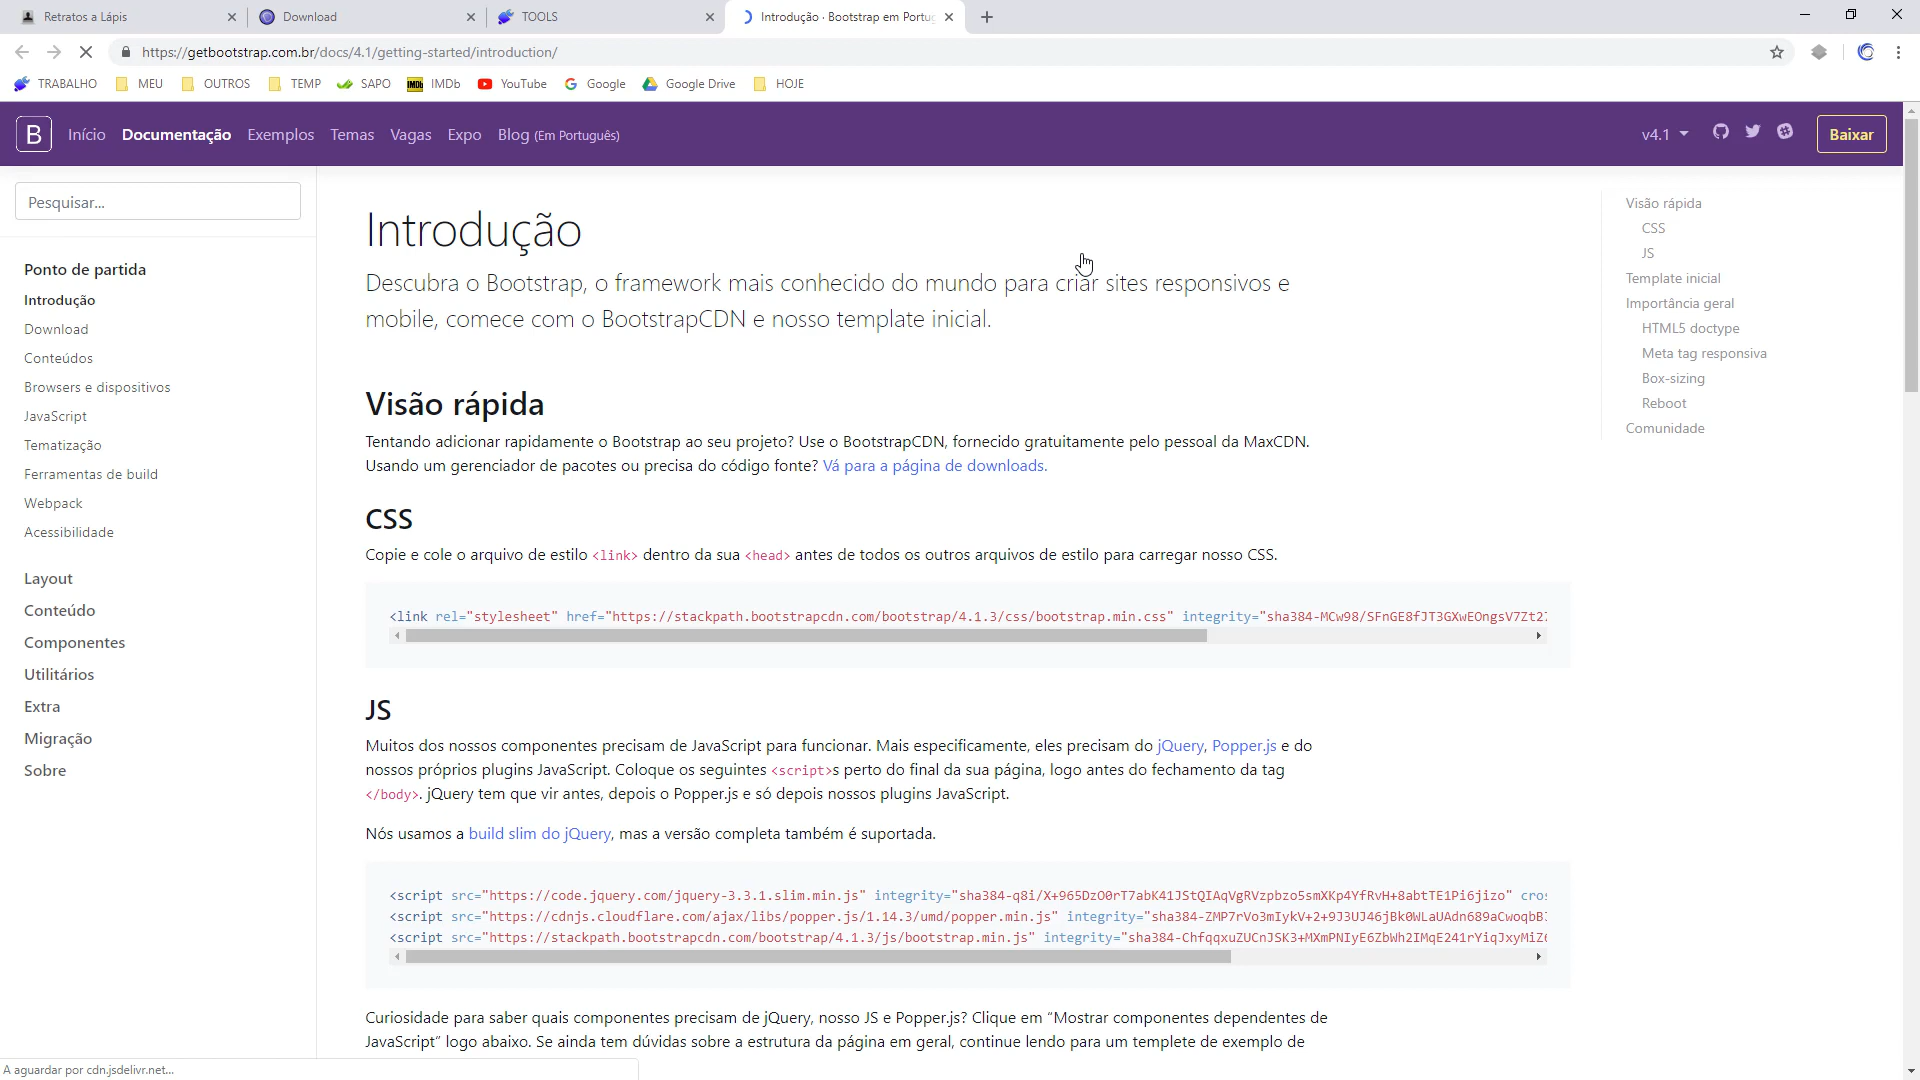 Retratos a Lápis
Download
TOOLS
Introdução · Bootstrap em Portug
https://getbootstrap.com.br/docs/4.1/getting-started/introduction/
TRABALHO MEU OUTROS TEMP SAPO IMDb IMDb YouTube Google Google Drive HOJE
B Início Documentação Exemplos Temas Vagas Expo Blog (Em Português) v4.1 Baixar
Pesquisar...
Ponto de partida
Introdução
Download
Conteúdos
Browsers e dispositivos
JavaScript
Tematização
Ferramentas de build
Webpack
Acessibilidade
Layout
Conteúdo
Componentes
Utilitários
Extra
Migração
Sobre
Introdução
Descubra o Bootstrap, o framework mais conhecido do mundo para criar sites responsivos e
mobile, comece com o BootstrapCDN e nosso template inicial.
Visão rápida
Tentando adicionar rapidamente o Bootstrap ao seu projeto? Use o BootstrapCDN, fornecido gratuitamente pelo pessoal da MaxCDN.
Usando um gerenciador de pacotes ou precisa do código fonte? Vá para a página de downloads.
CSS
Copie e cole o arquivo de estilo <link> dentro da sua <head> antes de todos os outros arquivos de estilo para carregar nosso CSS.
<link rel="stylesheet" href="https://stackpath.bootstrapcdn.com/bootstrap/4.1.3/css/bootstrap.min.css" integrity="sha384-MCw98/SFnGE8fJT3GXwEOngsV7Zt27
JS
Muitos dos nossos componentes precisam de JavaScript para funcionar. Mais especificamente, eles precisam do jQuery, Popper.js e do
nossos próprios plugins JavaScript. Coloque os seguintes <script>s perto do final da sua página, logo antes do fechamento da tag
</body>. jQuery tem que vir antes, depois o Popper.js e só depois nossos plugins JavaScript.
Nós usamos a build slim do jQuery, mas a versão completa também é suportada.
<script src="https://code.jquery.com/jquery-3.3.1.slim.min.js" integrity="sha384-q8i/X+965DzO0rT7abK41JStQIAqVgRVzpbzo5smXKp4YfRvH+8abtTE1Pi6jizo" cros
<script src="https://cdnjs.cloudflare.com/ajax/libs/popper.js/1.14.3/umd/popper.min.js" integrity="sha384-ZMP7rVo3mIykV+2+9J3UJ46jBk0WLaUAdn689aCwoqbB
<script src="https://stackpath.bootstrapcdn.com/bootstrap/4.1.3/js/bootstrap.min.js" integrity="sha384-ChfqqxuZUCnJSK3+MXmPNIyE6ZbWh2IMqE241rYiqJxyMiZ6
Curiosidade para saber quais componentes precisam de jQuery, nosso JS e Popper.js? Clique em "Mostrar componentes dependentes de
JavaScript" logo abaixo. Se ainda tem dúvidas sobre a estrutura da página em geral, continue lendo para um templete de exemplo de
Visão rápida
CSS
JS
Template inicial
Importância geral
HTML5 doctype
Meta tag responsiva
Box-sizing
Reboot
Comunidade
A aguardar por cdn.jsdelivr.net...